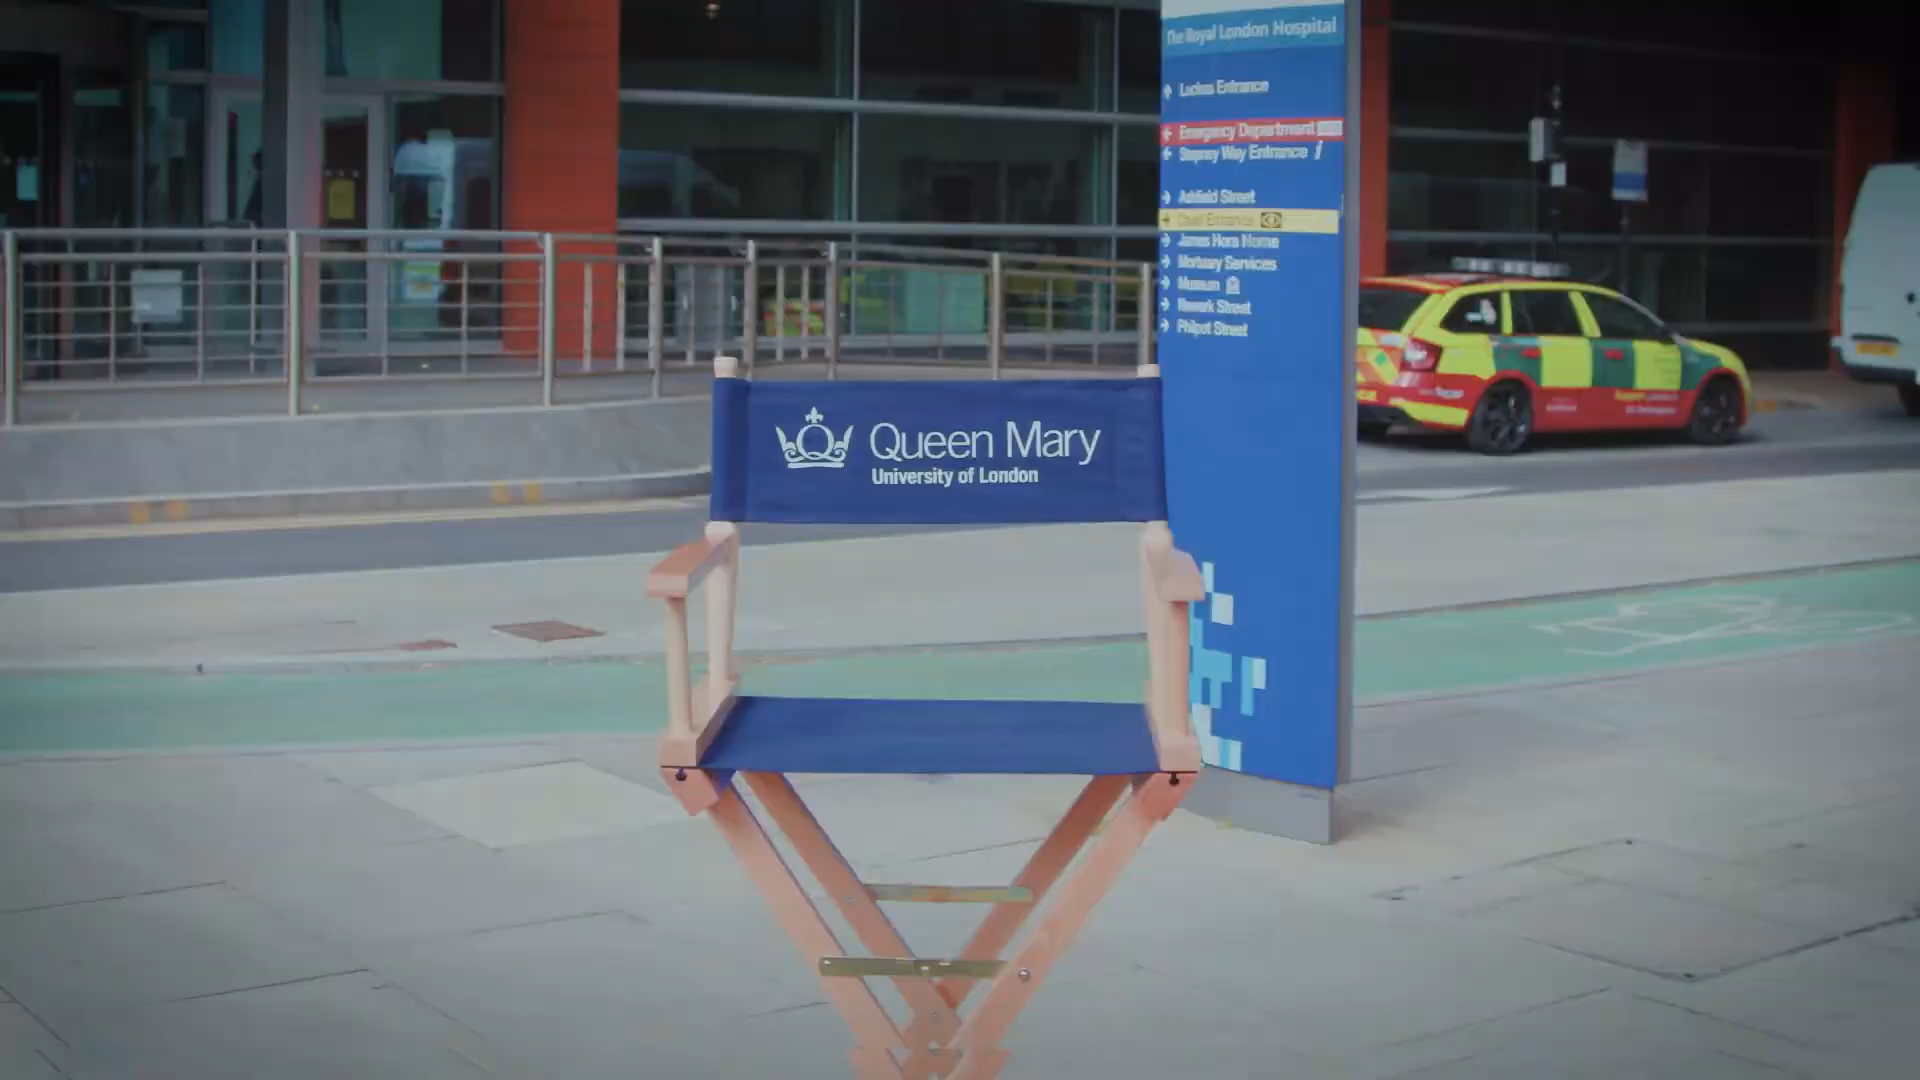 The Royal London Hospital
Entrance
Emergency Department
Stepney Way Entrance
Ashfield Street
Entrance
James Hora Home
Mortuary Services
Museum
Newark Street
Philpot Street
Queen Mary
University of London